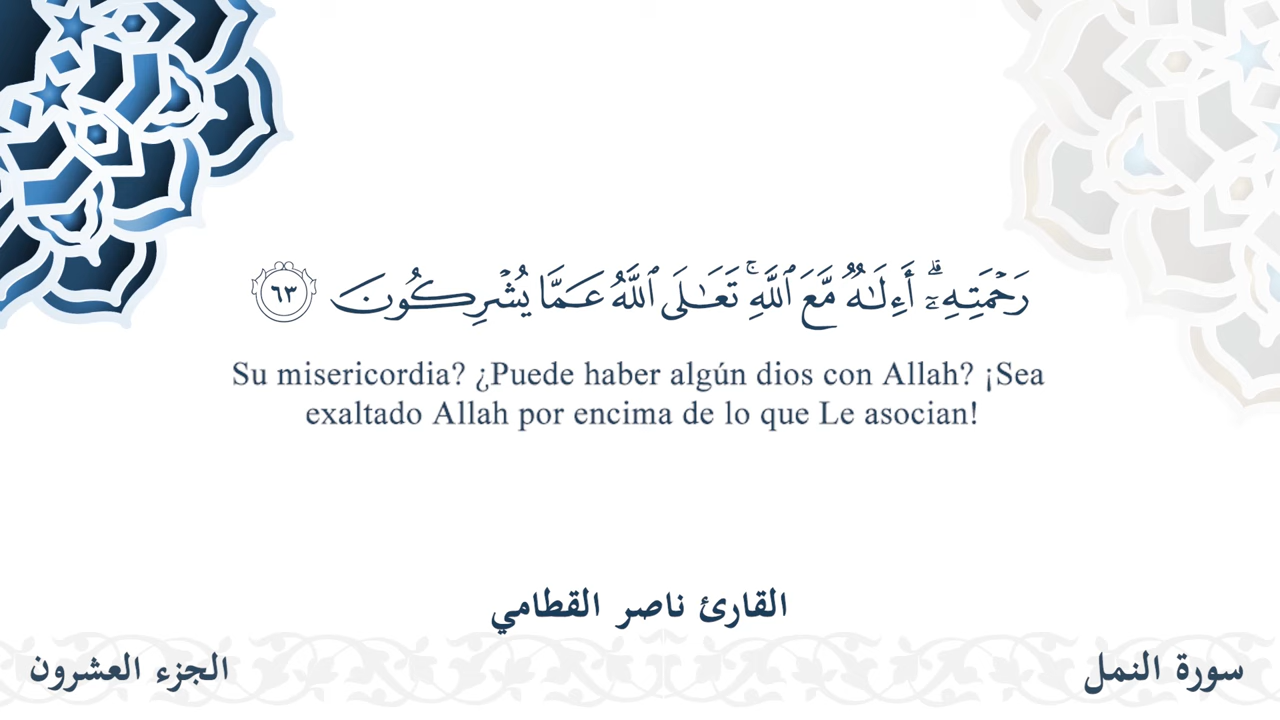 رَحْمَتِهِۦٓ ۗ أَءِلَـٰهٌ مَّعَ ٱللَّهِ ۚ تَعَـٰلَى ٱللَّهُ عَمَّا يُشْرِكُونَ ٦٣
Su misericordia? ¿Puede haber algún dios con Allah? ¡Sea
exaltado Allah por encima de lo que Le asocian!
القارئ ناصر القطامي
سورة النمل
الجزء العشرون